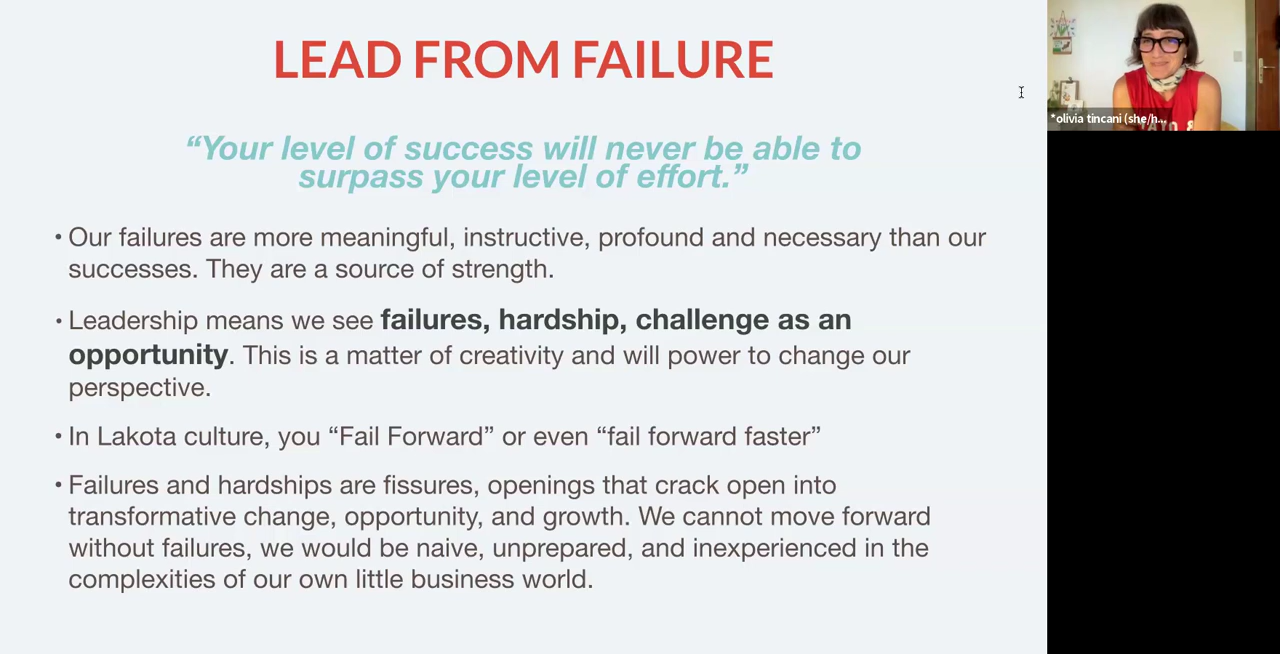 LEAD FROM FAILURE
“Your level of success will never be able to
surpass your level of effort.”
• Our failures are more meaningful, instructive, profound and necessary than our
successes. They are a source of strength.
• Leadership means we see failures, hardship, challenge as an
opportunity. This is a matter of creativity and will power to change our
perspective.
• In Lakota culture, you “Fail Forward” or even “fail forward faster”
• Failures and hardships are fissures, openings that crack open into
transformative change, opportunity, and growth. We cannot move forward
without failures, we would be naive, unprepared, and inexperienced in the
complexities of our own little business world.
*olivia tincani (she/h...